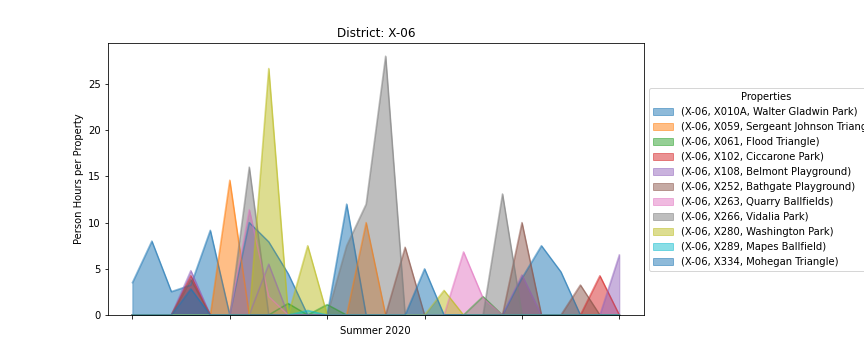 District: X-06
Person Hours per Property
25
20
15
10
5
0
Summer 2020
Properties
(X-06, X010A, Walter Gladwin Park)
(X-06, X059, Sergeant Johnson Triang
(X-06, X061, Flood Triangle)
(X-06, X102, Ciccarone Park)
(X-06, X108, Belmont Playground)
(X-06, X252, Bathgate Playground)
(X-06, X263, Quarry Ballfields)
(X-06, X266, Vidalia Park)
(X-06, X280, Washington Park)
(X-06, X289, Mapes Ballfield)
(X-06, X334, Mohegan Triangle)